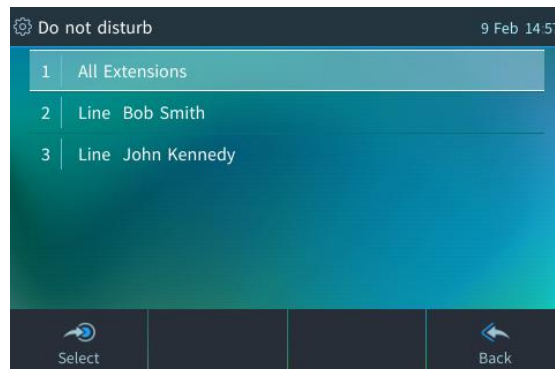 Do not disturb 9 Feb 14:57
1 All Extensions
2 Line Bob Smith
3 Line John Kennedy
Select Back